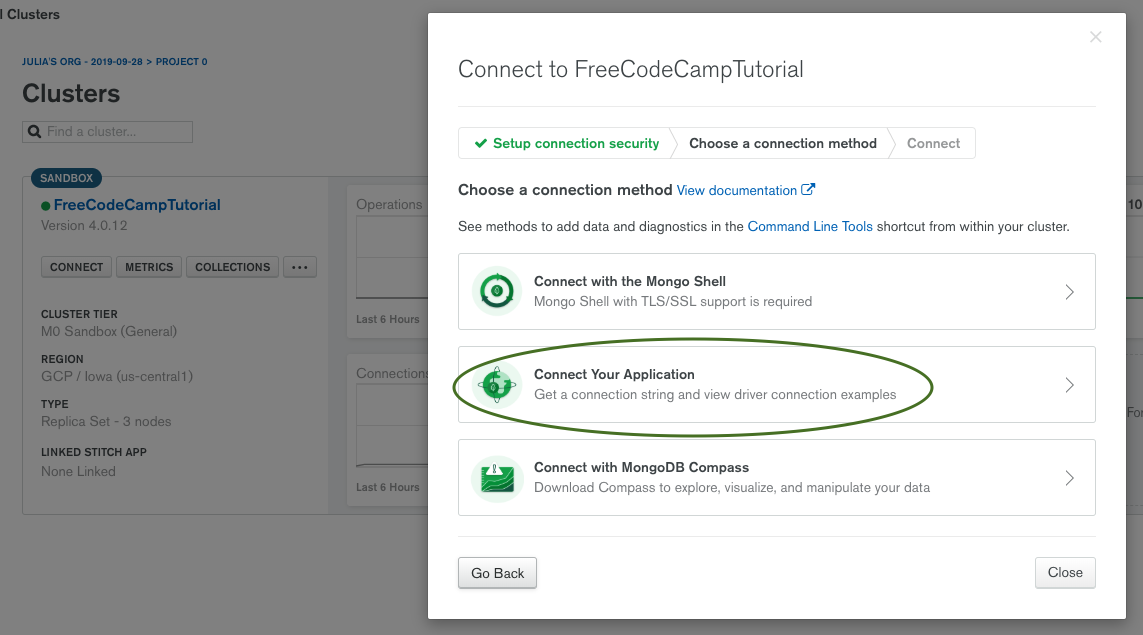 l Clusters
JULIA'S ORG - 2019-09-28 > PROJECT 0
Clusters
Find a cluster...
SANDBOX
FreeCodeCampTutorial
Version 4.0.12
CONNECT METRICS COLLECTIONS ...
CLUSTER TIER
M0 Sandbox (General)
REGION
GCP / Iowa (us-central1)
TYPE
Replica Set - 3 nodes
LINKED STITCH APP
None Linked
Operations
Last 6 Hours
Connections
Last 6 Hours
Connect to FreeCodeCampTutorial
Setup connection security Choose a connection method Connect
Choose a connection method View documentation
See methods to add data and diagnostics in the Command Line Tools shortcut from within your cluster.
Connect with the Mongo Shell
Mongo Shell with TLS/SSL support is required
Connect Your Application
Get a connection string and view driver connection examples
Connect with MongoDB Compass
Download Compass to explore, visualize, and manipulate your data
Go Back Close
10
For